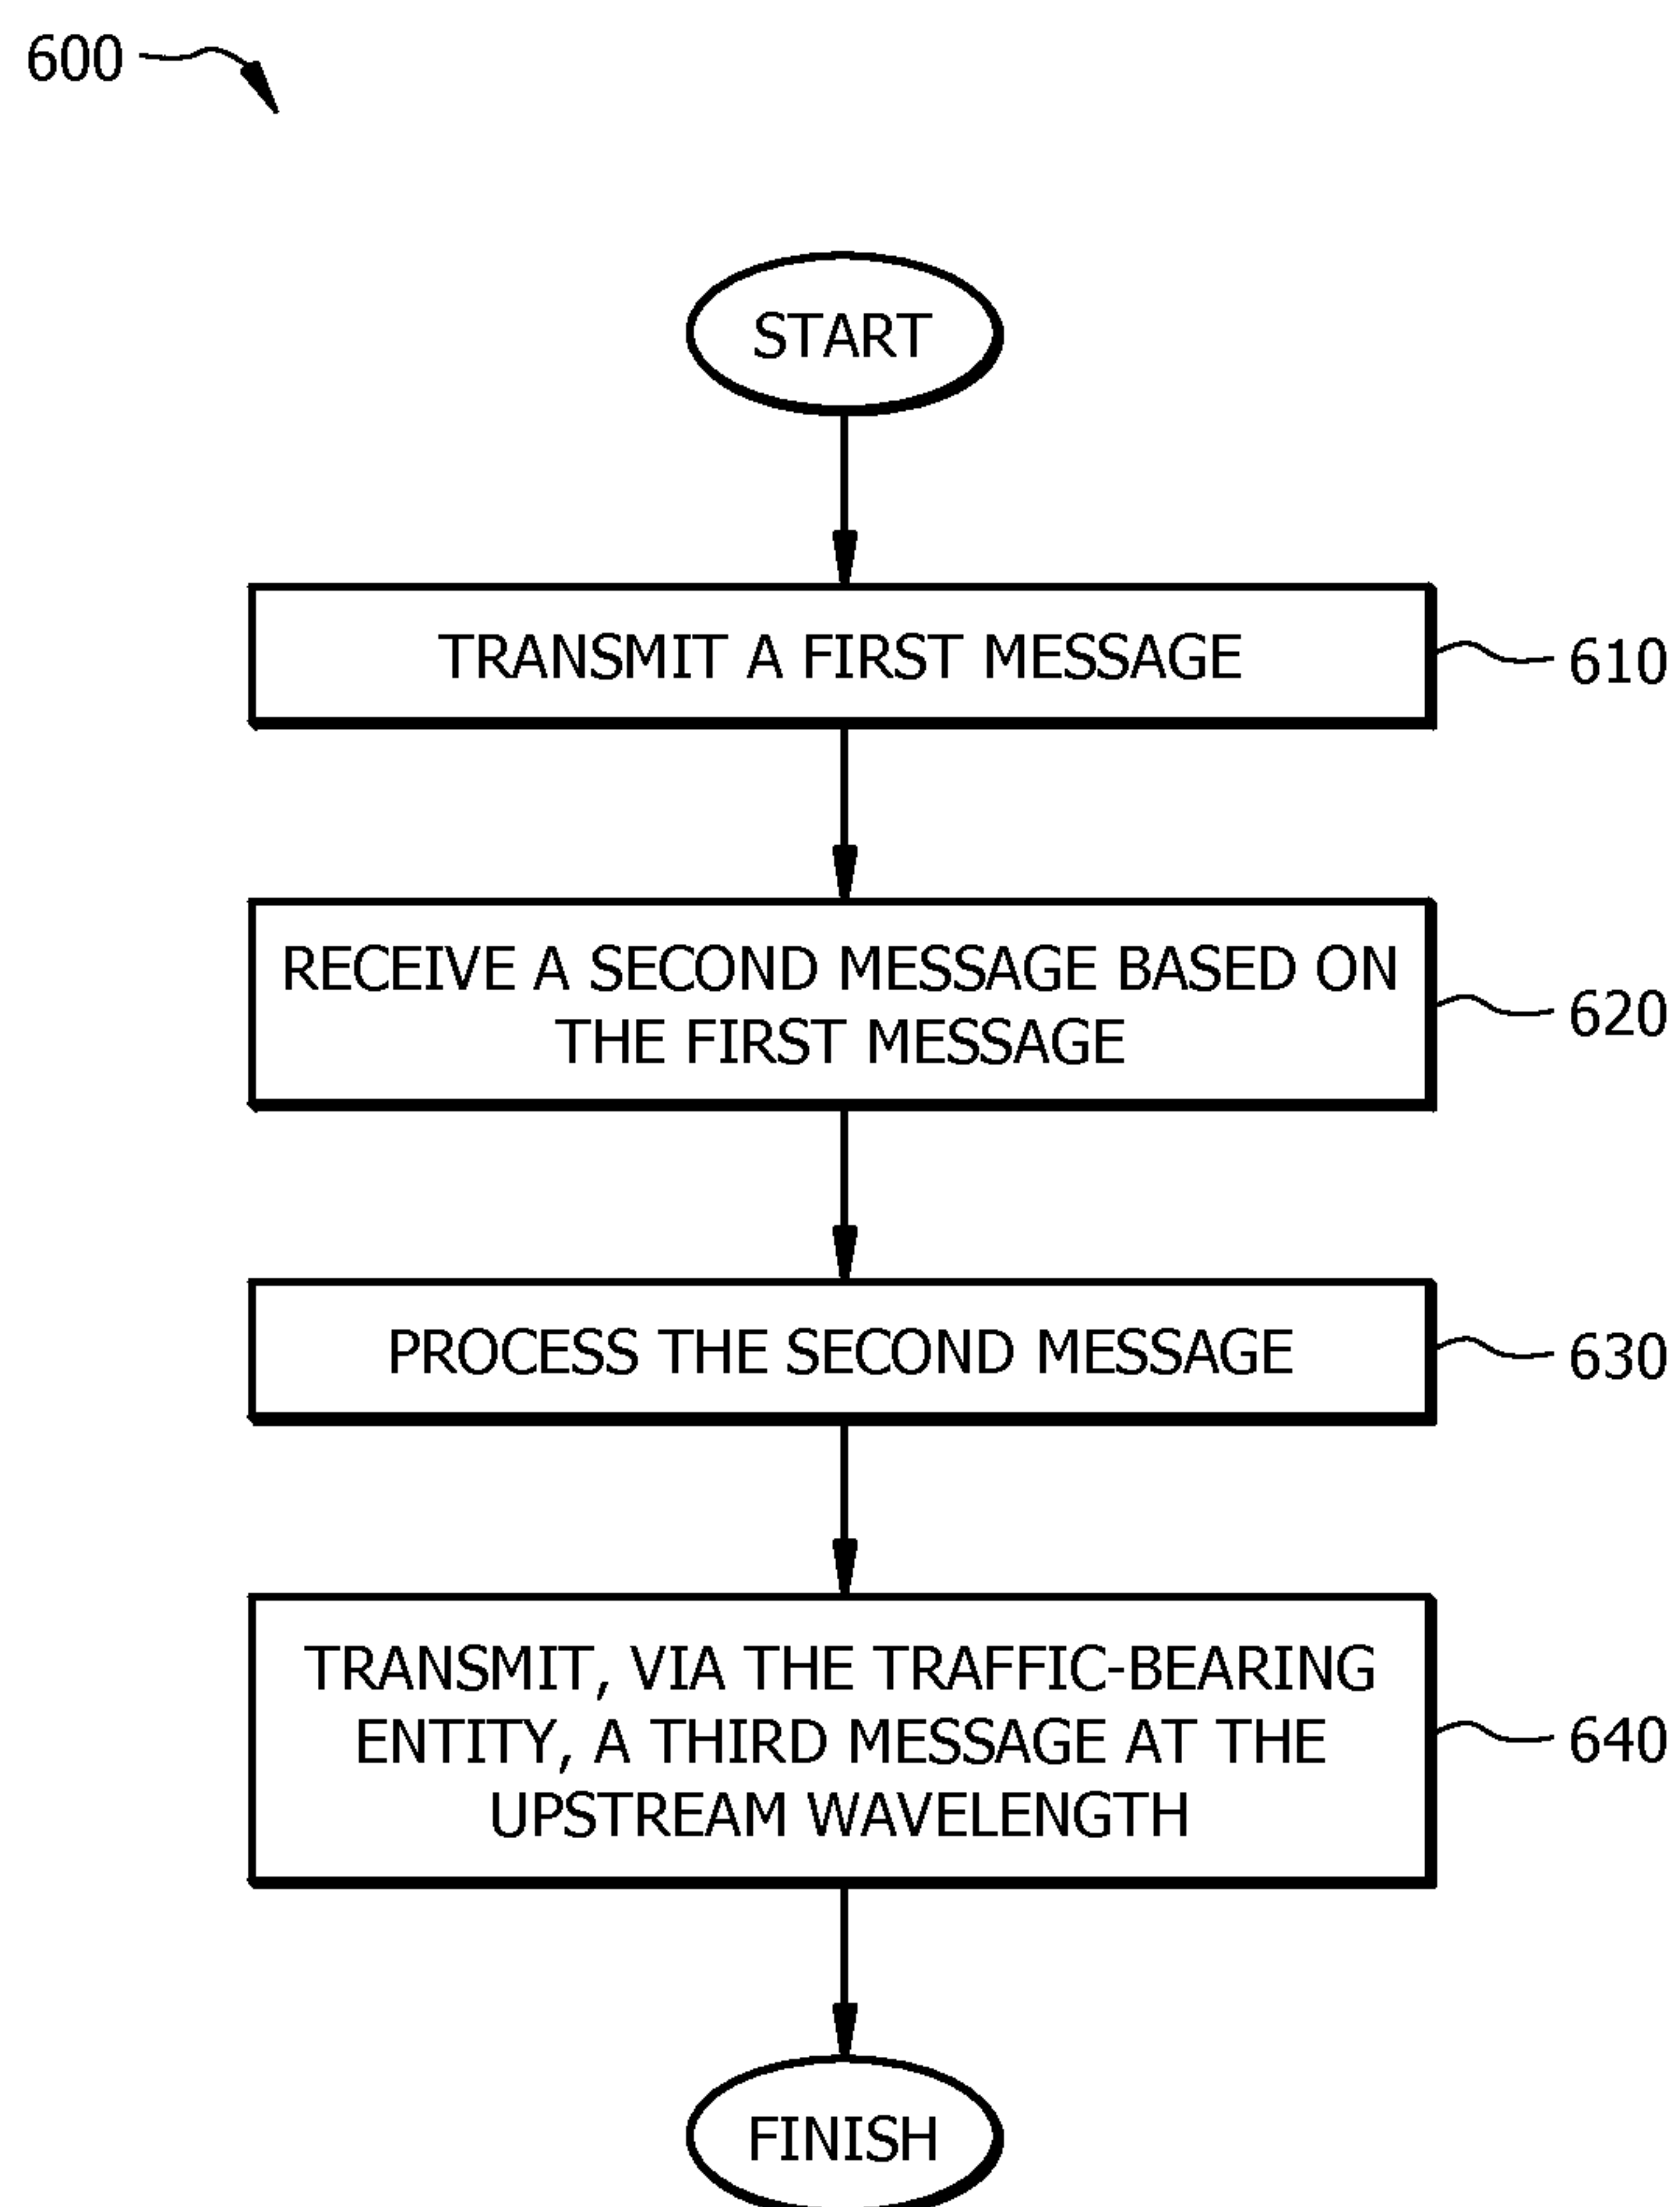 600
START
TRANSMIT A FIRST MESSAGE
610
RECEIVE A SECOND MESSAGE BASED ON
THE FIRST MESSAGE
620
PROCESS THE SECOND MESSAGE
630
TRANSMIT, VIA THE TRAFFIC-BEARING
ENTITY, A THIRD MESSAGE AT THE
UPSTREAM WAVELENGTH
640
FINISH